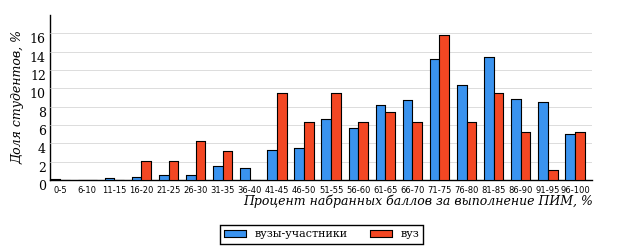 Доля студентов, %
16
14
12
10
8
6
4
2
0
0-5 6-10 11-15 16-20 21-25 26-30 31-35 36-40 41-45 46-50 51-55 56-60 61-65 66-70 71-75 76-80 81-85 86-90 91-95 96-100
Процент набранных баллов за выполнение ПИМ, %
вузы-участники вуз